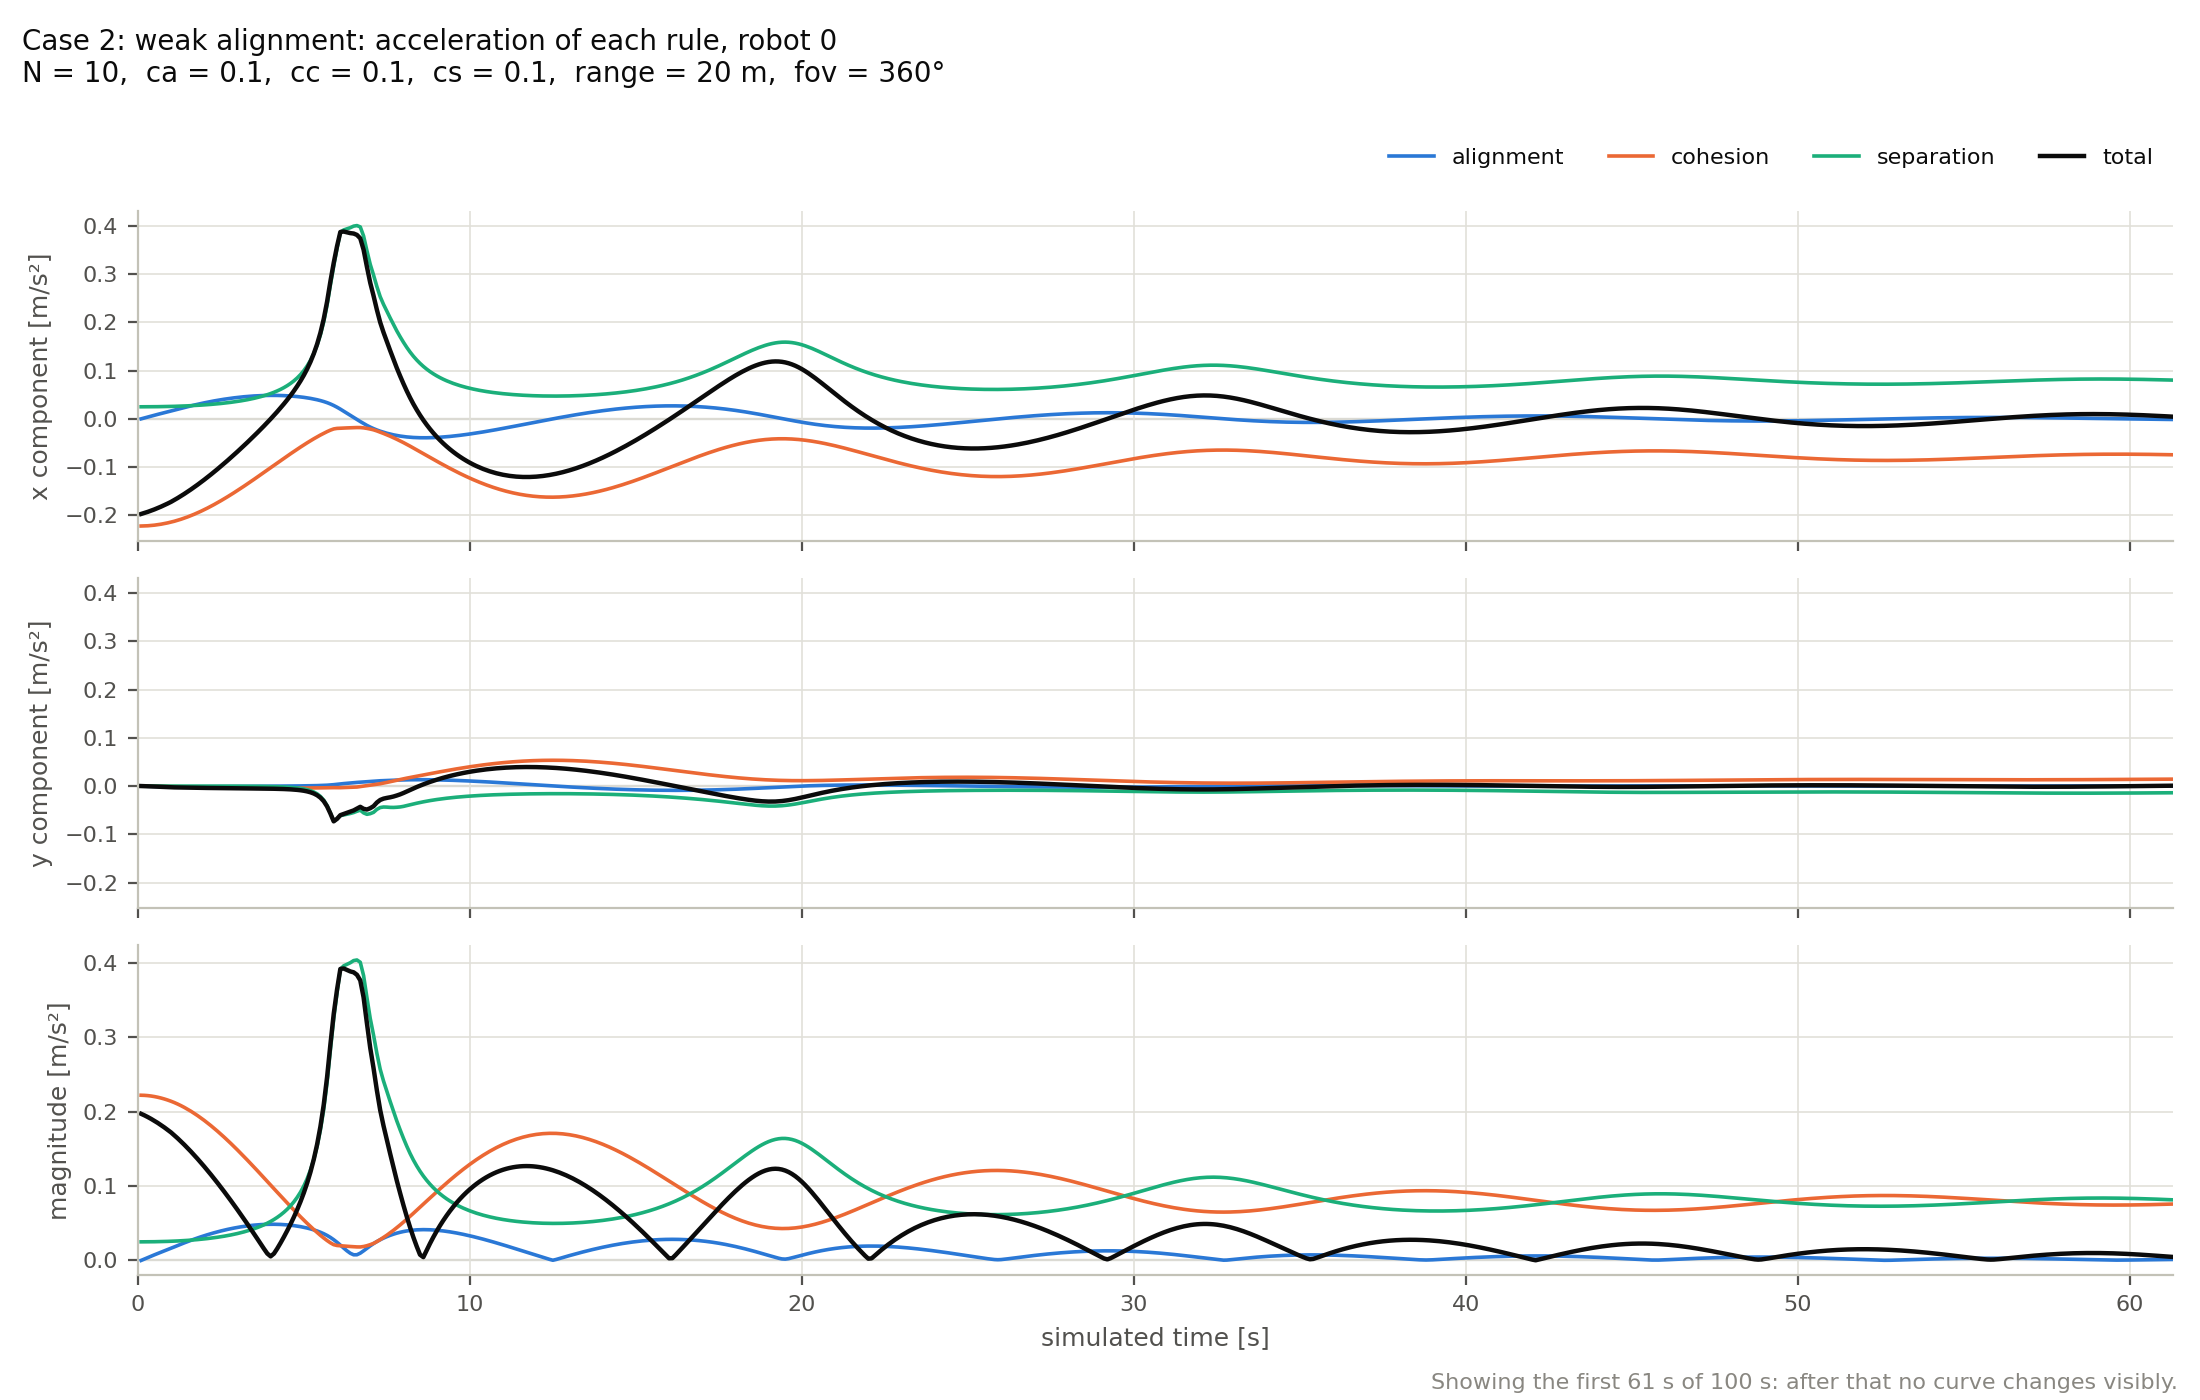 Case 2: weak alignment: acceleration of each rule, robot 0
N = 10,  ca = 0.1,  cc = 0.1,  cs = 0.1,  range = 20 m,  fov = 360°
alignment cohesion separation total
x component [m/s²]
0.4
0.3
0.2
0.1
0.0
−0.1
−0.2
y component [m/s²]
0.4
0.3
0.2
0.1
0.0
−0.1
−0.2
magnitude [m/s²]
0.4
0.3
0.2
0.1
0.0
0 10 20 30 40 50 60
simulated time [s]
Showing the first 61 s of 100 s: after that no curve changes visibly.